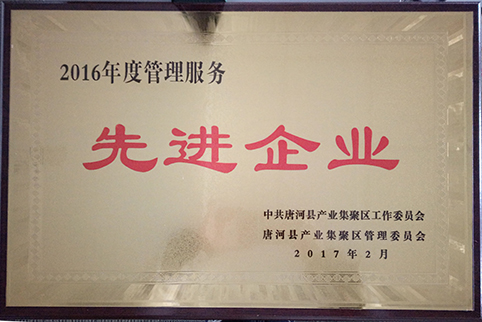 2016年度管理服务
先进企业
中共唐河县产业集聚区工作委员会
唐河县产业集聚区管理委员会
2017年2月